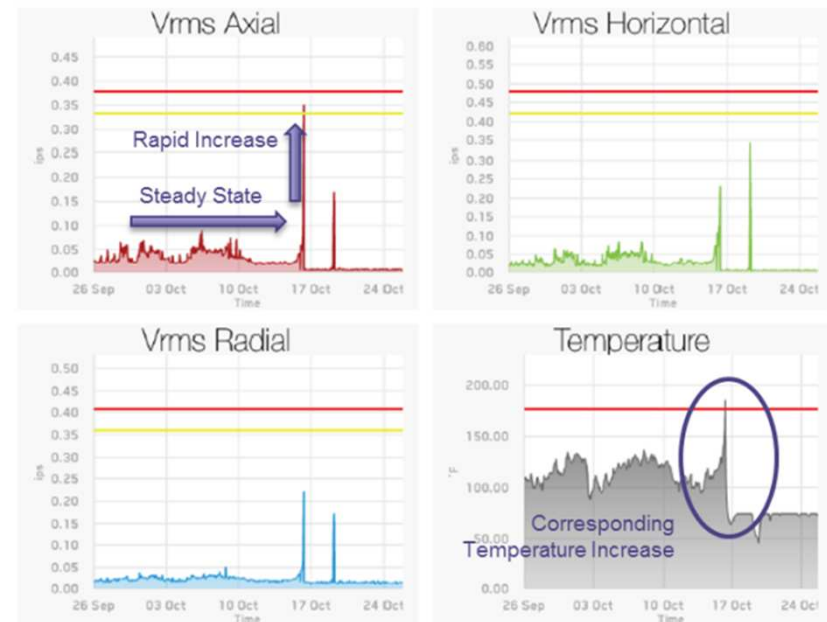 Vrms Axial
0.45
0.40
0.35
0.30
0.25
0.20
0.15
0.10
0.05
0.00
ips
Rapid Increase
Steady State
26 Sep 03 Oct 10 Oct 17 Oct 24 Oct
Time
Vrms Horizontal
0.60
0.50
0.45
0.40
0.35
0.30
0.25
0.20
0.15
0.10
0.05
0.00
ips
26 Sep 03 Oct 10 Oct 17 Oct 24 Oct
Time
Vrms Radial
0.50
0.45
0.40
0.35
0.30
0.25
0.20
0.15
0.10
0.05
0.00
ips
26 Sep 03 Oct 10 Oct 17 Oct 24 Oct
Time
Temperature
200.00
150.00
100.00
50.00
0.00
°F
Corresponding
Temperature Increase
26 Sep 03 Oct 10 Oct 17 Oct 24 Oct
Time